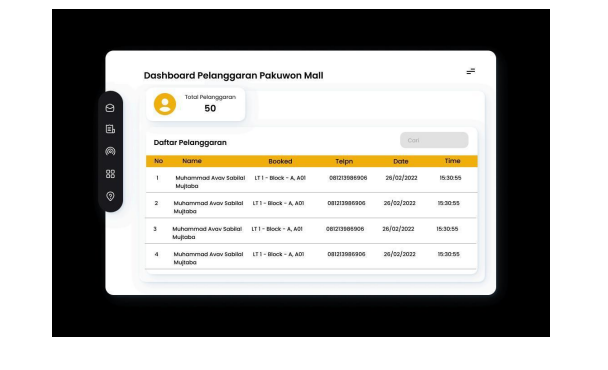 Dashboard Pelanggaran Pakuwon Mall
Total Pelanggaran
50
Daftar Pelanggaran
Cari
No Name Booked Telpn Date Time
1 Muhammad Avav Sabilal LT 1 - Block - A, A01 081213986906 26/02/2022 15:30:55
Mujtaba
2 Muhammad Avav Sabilal LT 1 - Block - A, A01 081213986906 26/02/2022 15:30:55
Mujtaba
3 Muhammad Avav Sabilal LT 1 - Block - A, A01 081213986906 26/02/2022 15:30:55
Mujtaba
4 Muhammad Avav Sabilal LT 1 - Block - A, A01 081213986906 26/02/2022 15:30:55
Mujtaba